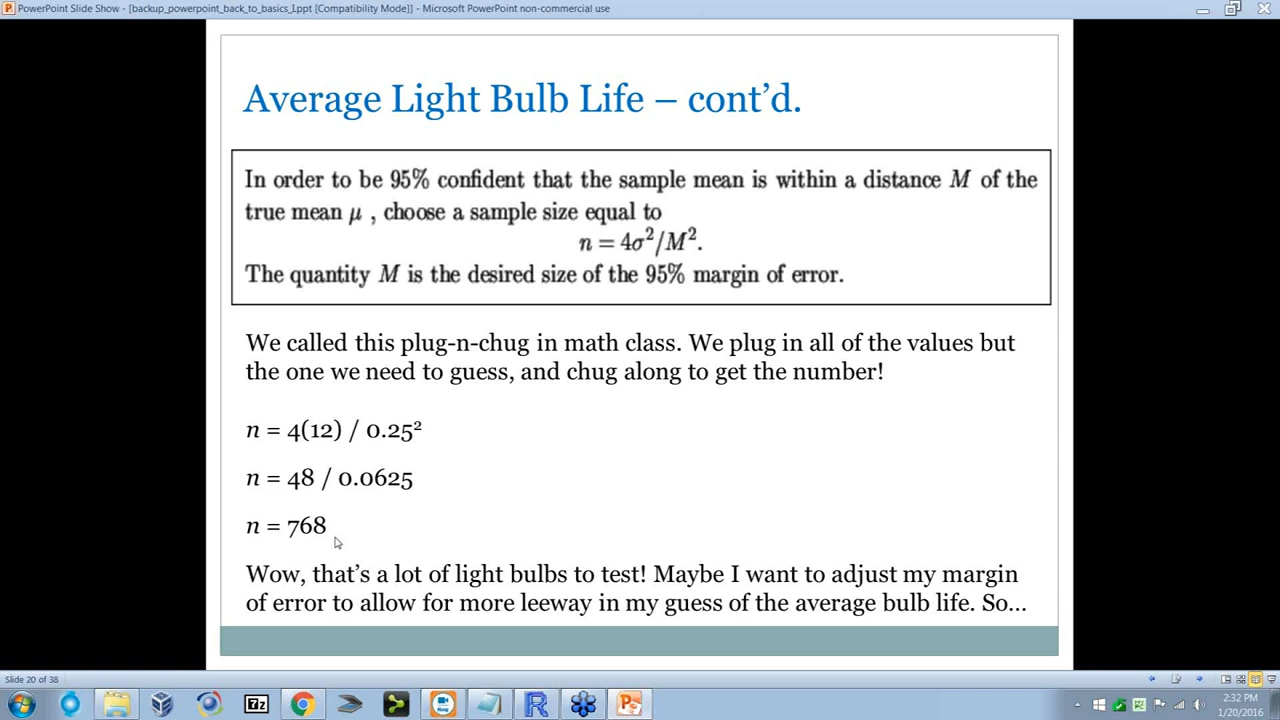 PowerPoint Slide Show - [backup_powerpoint_back_to_basics_I.ppt [Compatibility Mode]] - Microsoft PowerPoint non-commercial use
Average Light Bulb Life – cont’d.
In order to be 95% confident that the sample mean is within a distance M of the
true mean μ , choose a sample size equal to
n = 4σ²/M².
The quantity M is the desired size of the 95% margin of error.
We called this plug-n-chug in math class. We plug in all of the values but
the one we need to guess, and chug along to get the number!
n = 4(12) / 0.25²
n = 48 / 0.0625
n = 768
Wow, that’s a lot of light bulbs to test! Maybe I want to adjust my margin
of error to allow for more leeway in my guess of the average bulb life. So…
Slide 20 of 38
7z
R
P
2:32 PM
1/20/2016